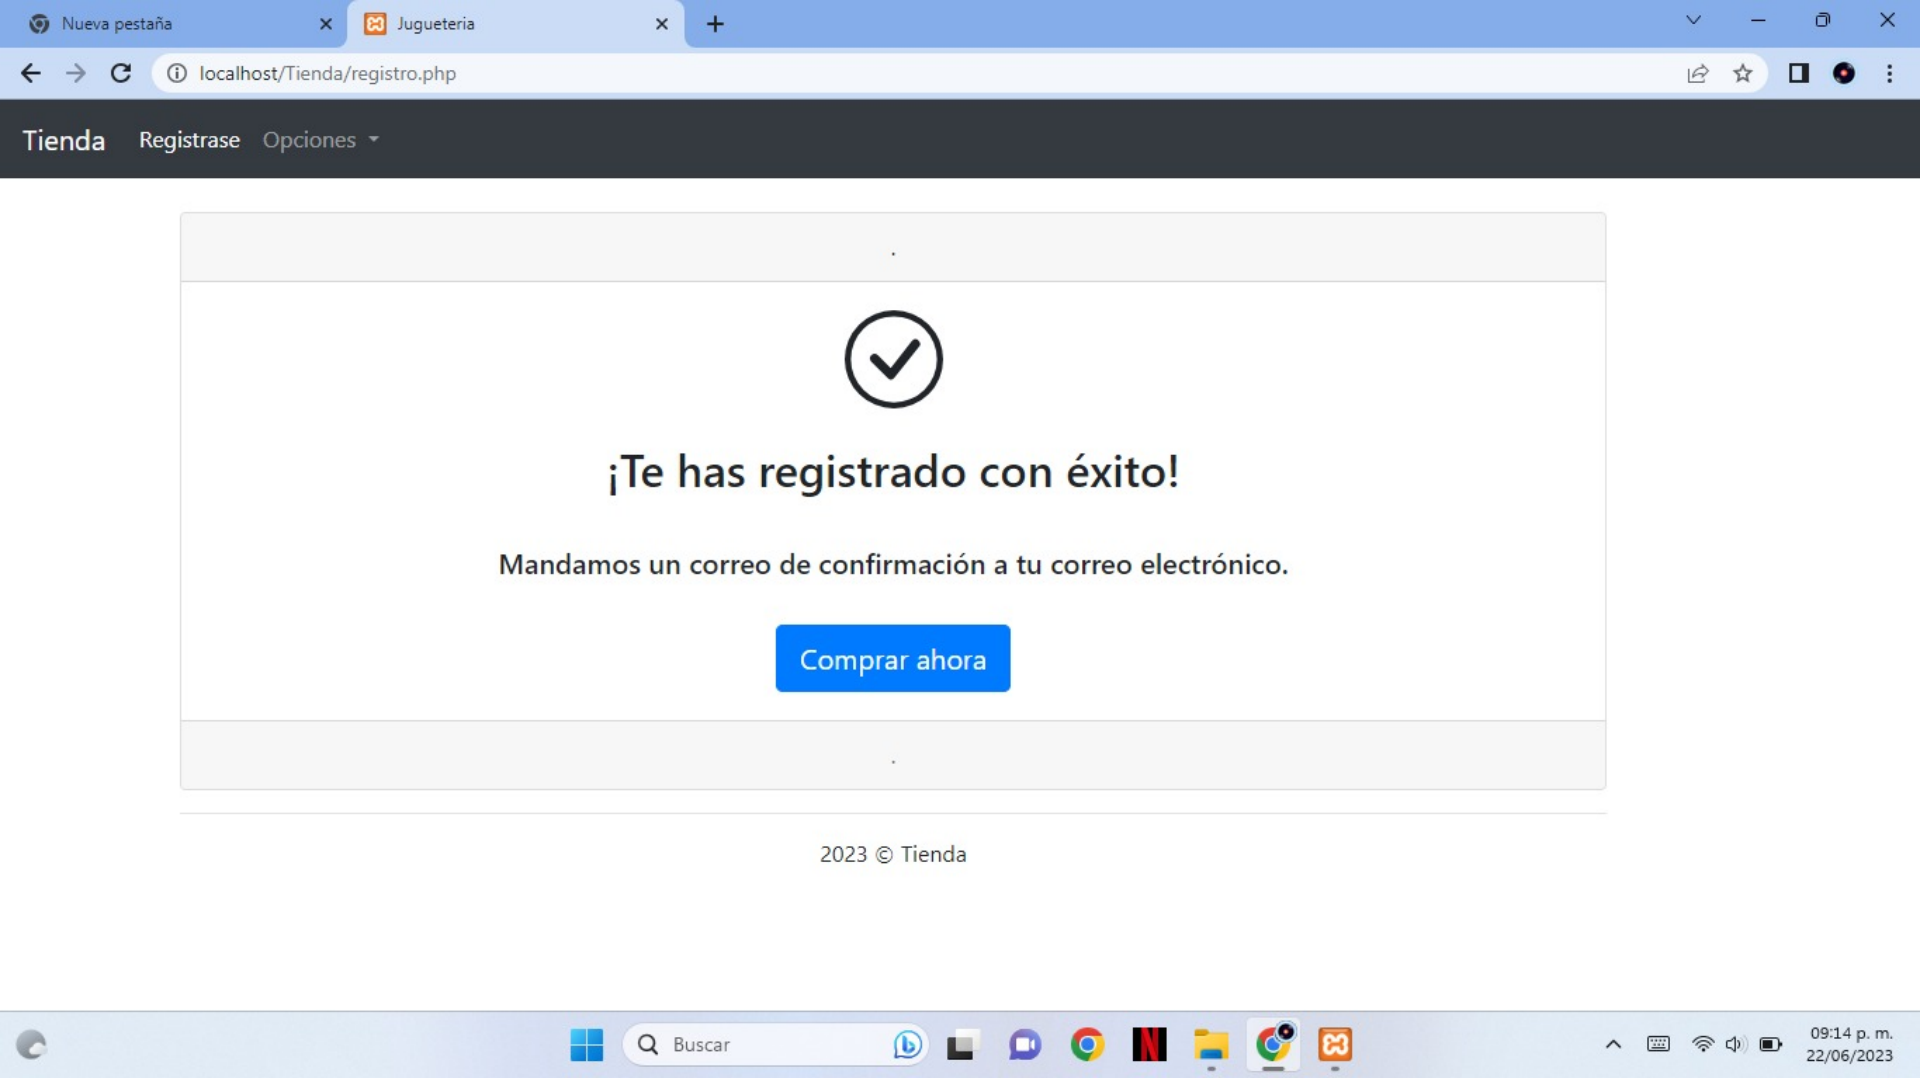 Nueva pestaña
Jugueteria
localhost/Tienda/registro.php
Tienda Registrase Opciones
.
¡Te has registrado con éxito!
Mandamos un correo de confirmación a tu correo electrónico.
Comprar ahora
.
2023 © Tienda
Buscar
09:14 p. m.
22/06/2023